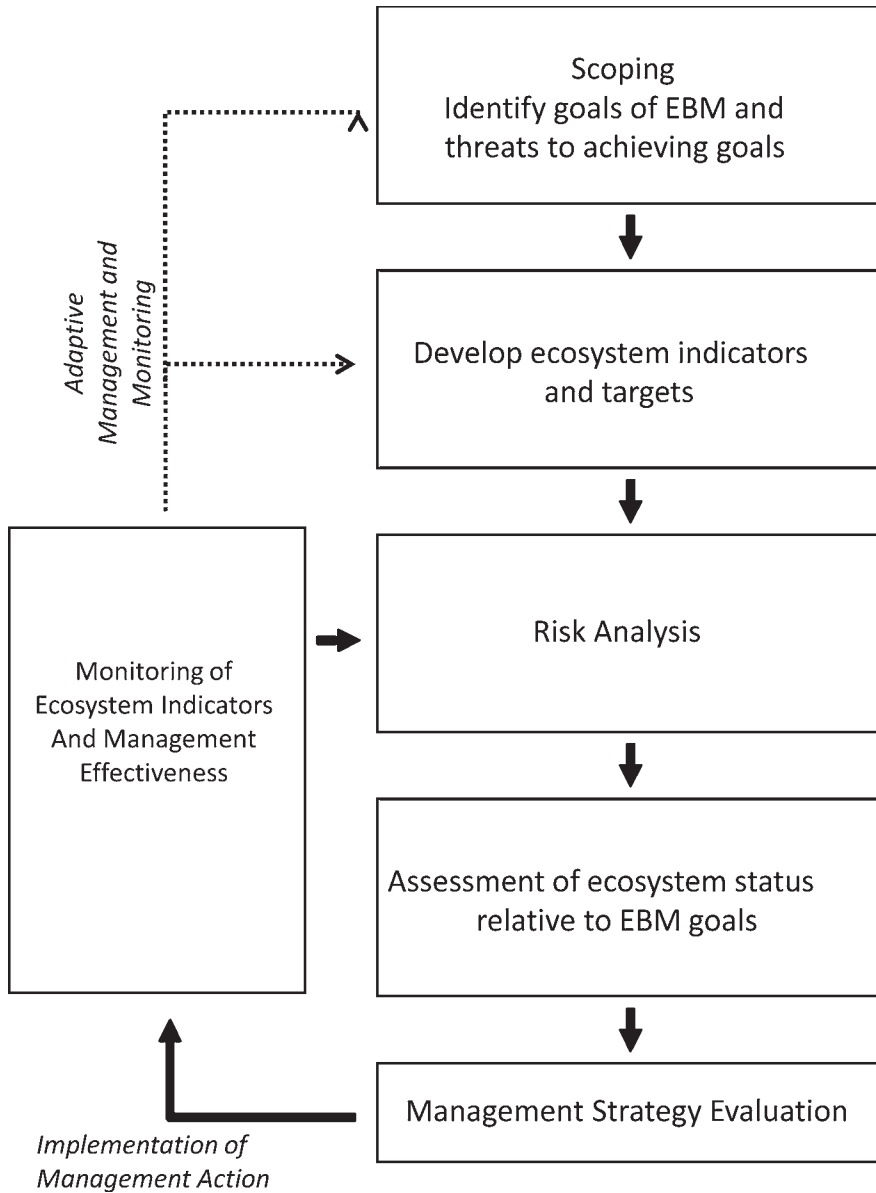 Scoping
Identify goals of EBM and
threats to achieving goals
Adaptive
Management and
Monitoring
Develop ecosystem indicators
and targets
Risk Analysis
Monitoring of
Ecosystem Indicators
And Management
Effectiveness
Assessment of ecosystem status
relative to EBM goals
Management Strategy Evaluation
Implementation of
Management Action